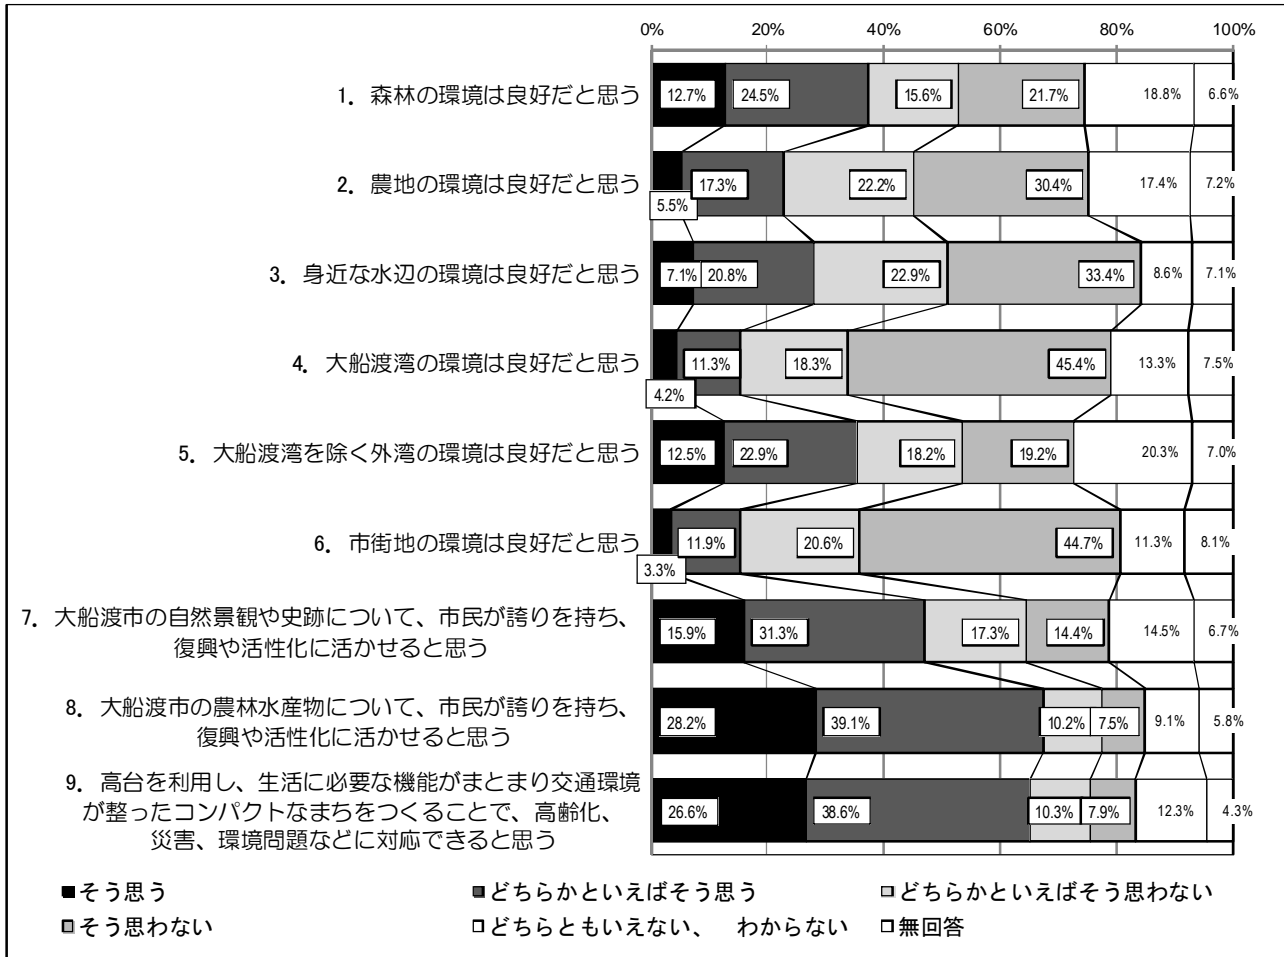 0% 20% 40% 60% 80% 100%
1. 森林の環境は良好だと思う
12.7% 24.5% 15.6% 21.7% 18.8% 6.6%
2. 農地の環境は良好だと思う
5.5% 17.3% 22.2% 30.4% 17.4% 7.2%
3. 身近な水辺の環境は良好だと思う
7.1% 20.8% 22.9% 33.4% 8.6% 7.1%
4. 大船渡湾の環境は良好だと思う
4.2% 11.3% 18.3% 45.4% 13.3% 7.5%
5. 大船渡湾を除く外湾の環境は良好だと思う
12.5% 22.9% 18.2% 19.2% 20.3% 7.0%
6. 市街地の環境は良好だと思う
3.3% 11.9% 20.6% 44.7% 11.3% 8.1%
7. 大船渡市の自然景観や史跡について、市民が誇りを持ち、
復興や活性化に活かせると思う
15.9% 31.3% 17.3% 14.4% 14.5% 6.7%
8. 大船渡市の農林水産物について、市民が誇りを持ち、
復興や活性化に活かせると思う
28.2% 39.1% 10.2% 7.5% 9.1% 5.8%
9. 高台を利用し、生活に必要な機能がまとまり交通環境
が整ったコンパクトなまちをつくることで、高齢化、
災害、環境問題などに対応できると思う
26.6% 38.6% 10.3% 7.9% 12.3% 4.3%
そう思う どちらかといえばそう思う どちらかといえばそう思わない
そう思わない どちらともいえない、 わからない 無回答